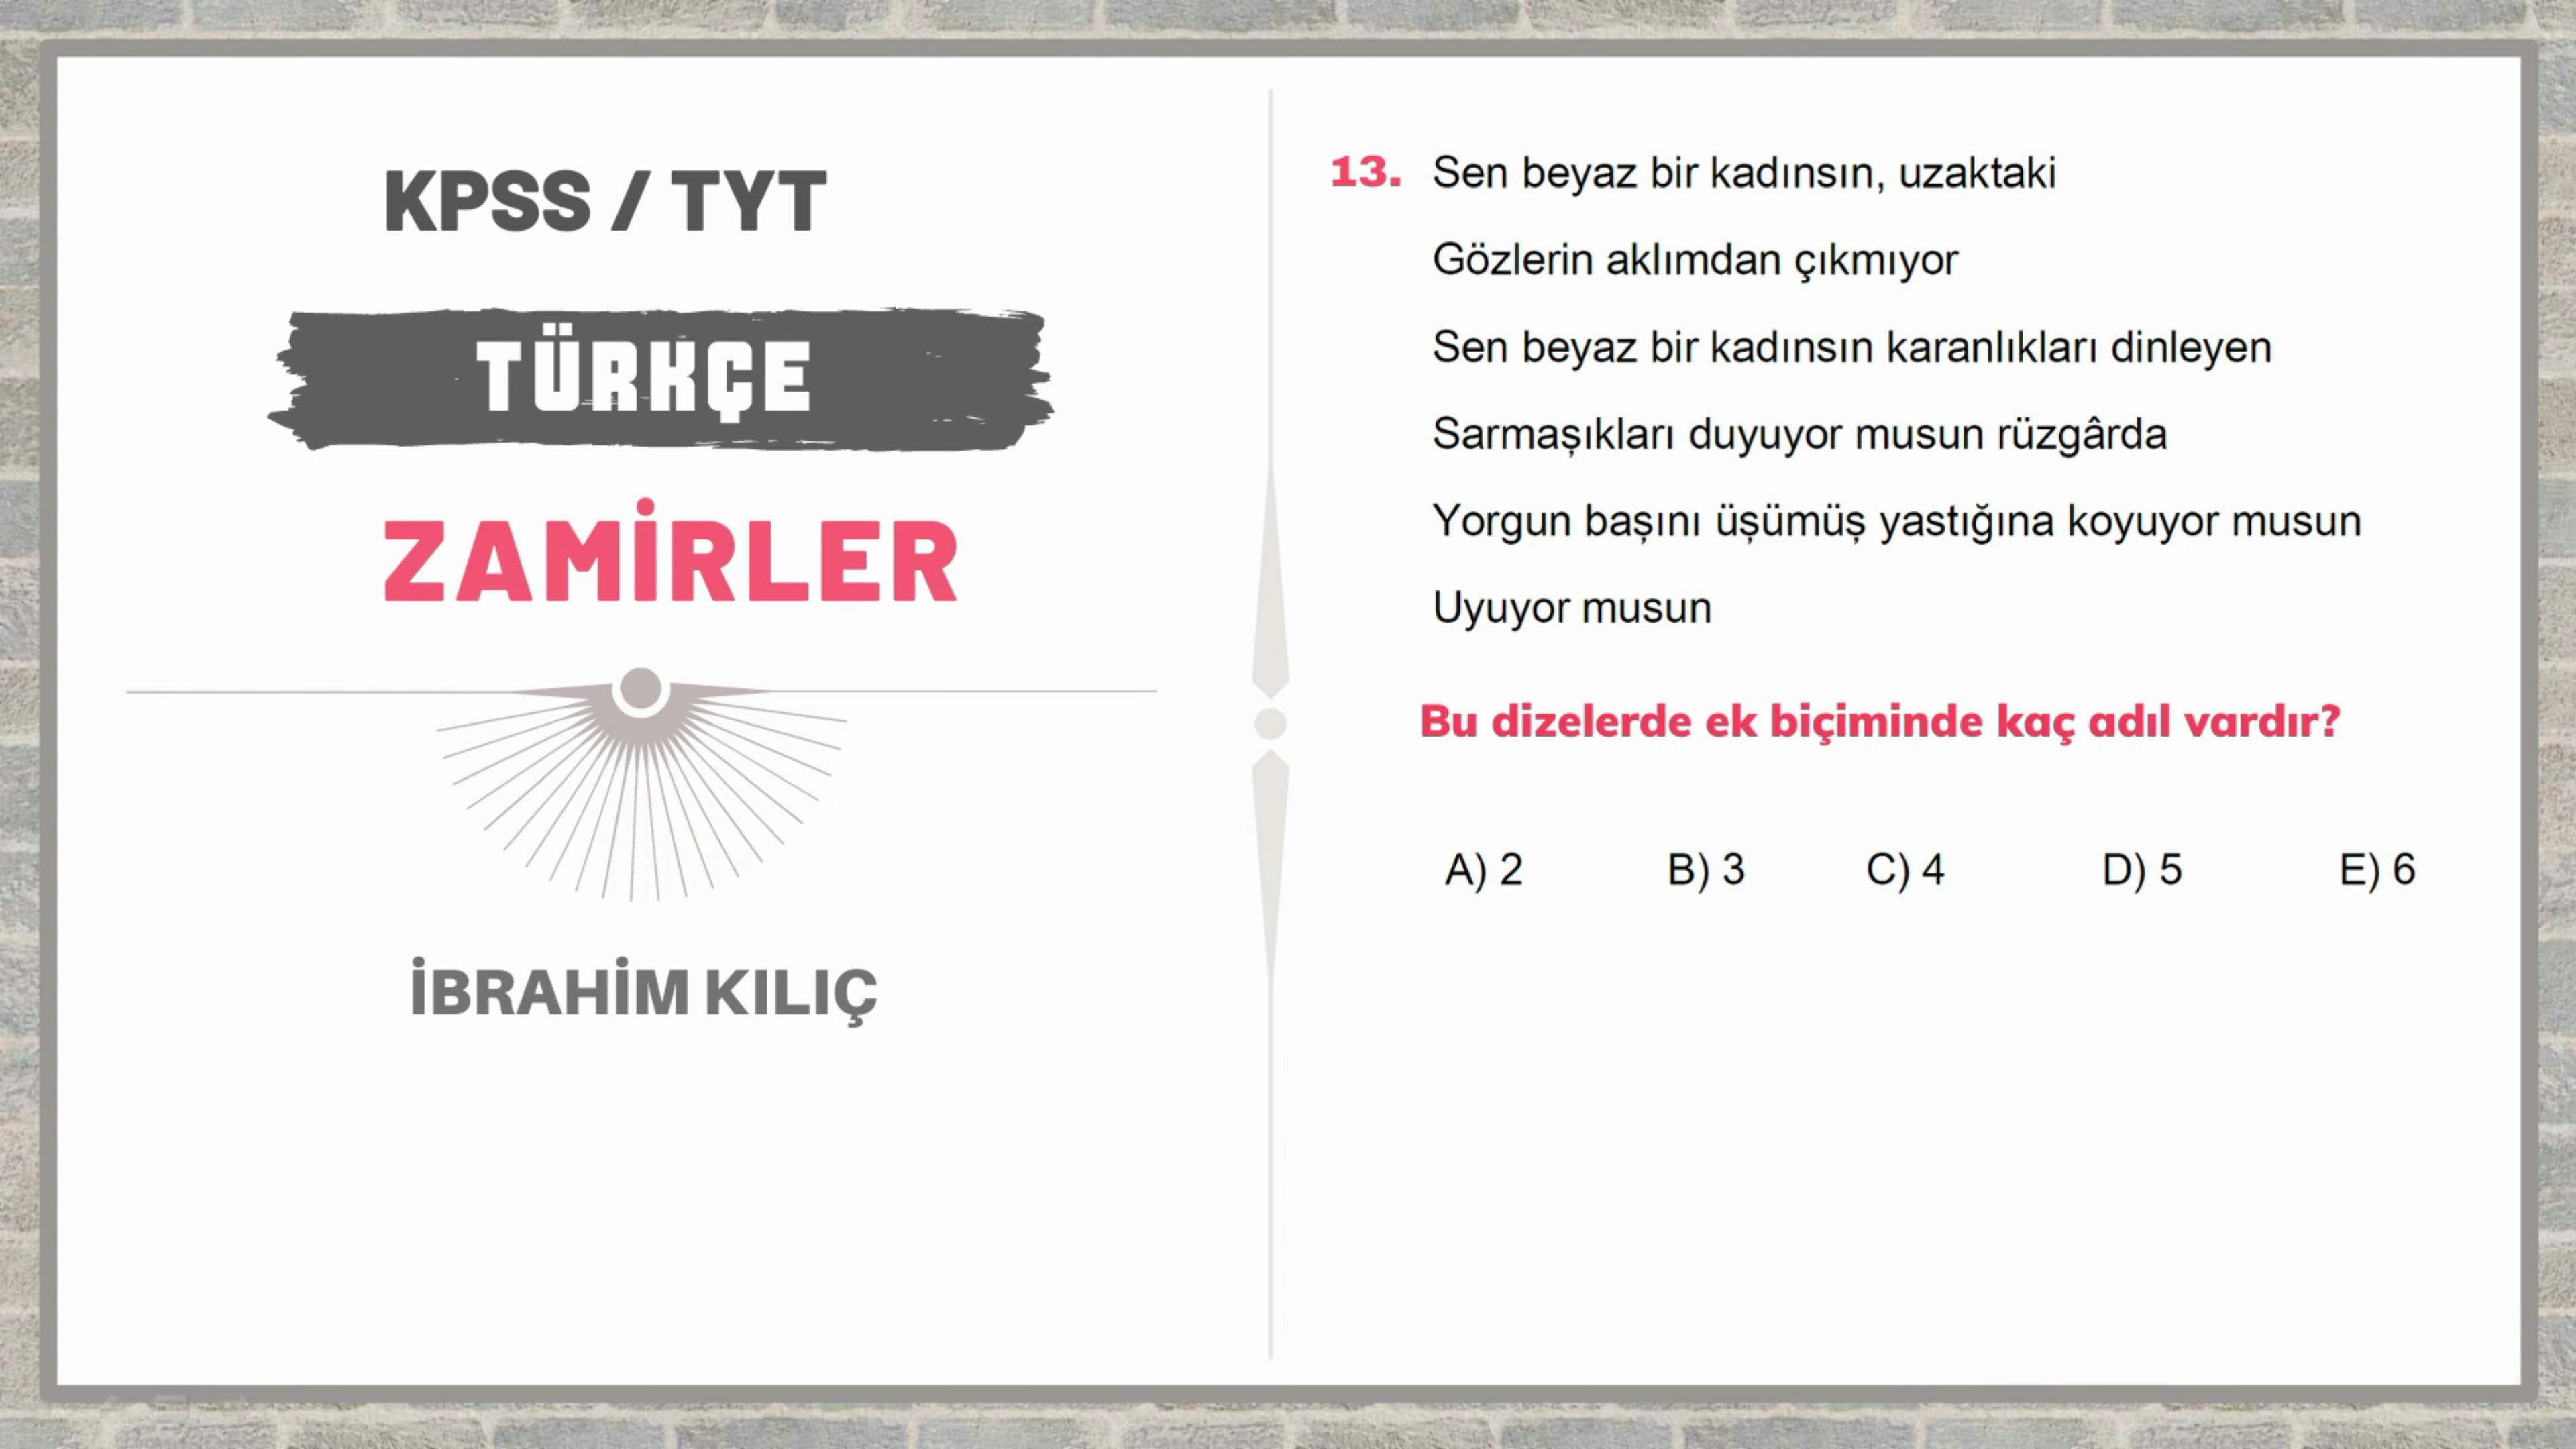 KPSS / TYT
TÜRKÇE
ZAMİRLER
İBRAHİM KILIÇ
13. Sen beyaz bir kadınsın, uzaktaki
Gözlerin aklımdan çıkmıyor
Sen beyaz bir kadınsın karanlıkları dinleyen
Sarmaşıkları duyuyor musun rüzgârda
Yorgun başını üşümüş yastığına koyuyor musun
Uyuyor musun
Bu dizelerde ek biçiminde kaç adıl vardır?
A) 2 B) 3 C) 4 D) 5 E) 6